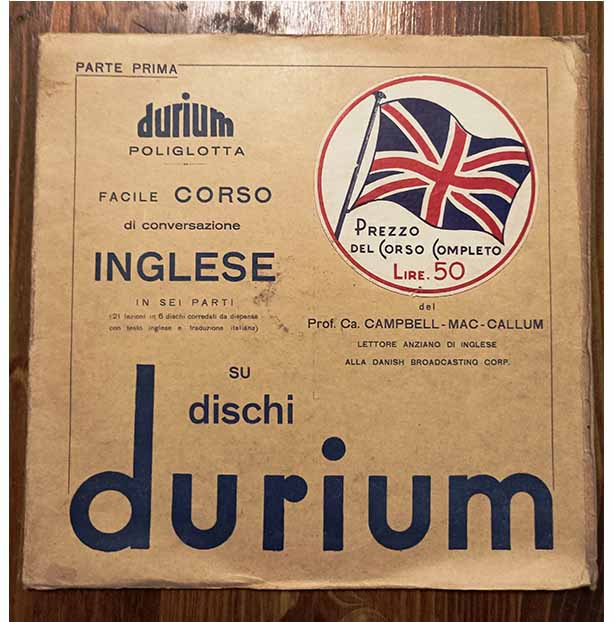 PARTE PRIMA
durium
POLIGLOTTA
FACILE CORSO
di conversazione
INGLESE
IN SEI PARTI
(21 lezioni in 6 dischi corredati da dispense
con testo inglese e traduzione italiana)
PREZZO
DEL CORSO COMPLETO
LIRE. 50
del
Prof. Ca. CAMPBELL-MAC-CALLUM
LETTORE ANZIANO DI INGLESE
ALLA DANISH BROADCASTING CORP.
SU
dischi
durium